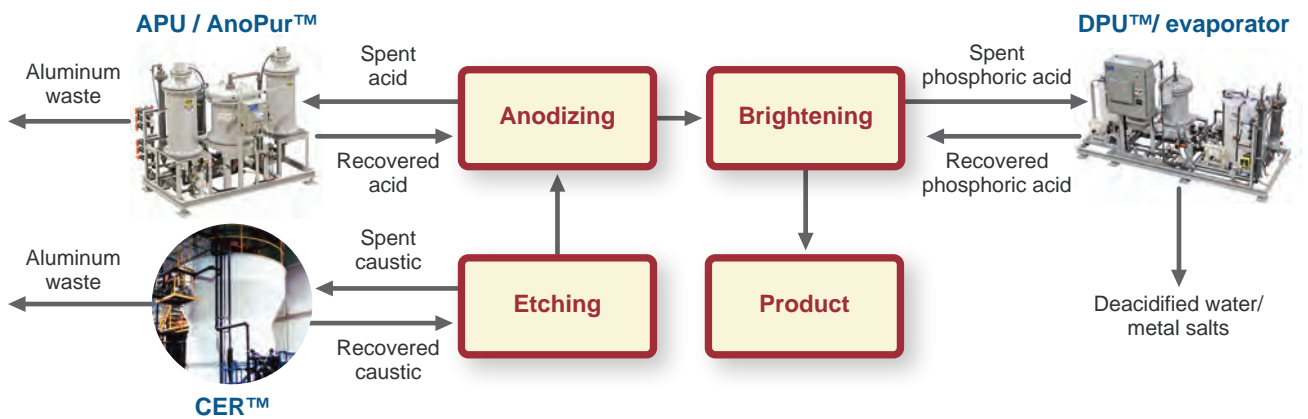 APU / AnoPur™
DPU™/ evaporator
Aluminum
waste
Spent
acid
Anodizing
Brightening
Spent
phosphoric acid
Recovered
acid
Recovered
phosphoric acid
Aluminum
waste
Spent
caustic
Etching
Product
Recovered
caustic
Deacidified water/
metal salts
CER™